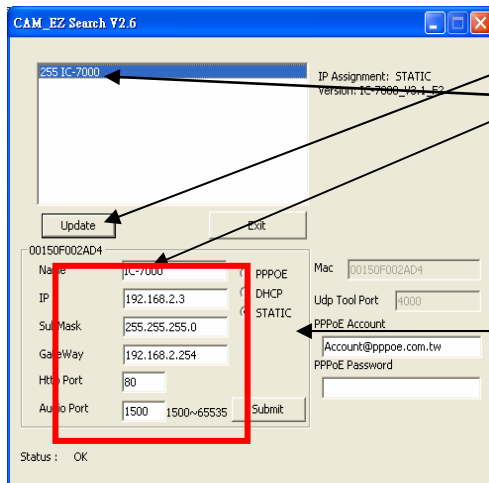 CAM_EZ Search V2.6
255 IC-7000
IP Assignment: STATIC
Version: IC-7000_V3.1_E2
Update
Exit
00150F002AD4
Name IC-7000
PPPOE
Mac 00150F002AD4
IP 192.168.2.3
DHCP
Udp Tool Port 4000
STATIC
SubMask 255.255.255.0
PPPoE Account
Account@pppoe.com.tw
GateWay 192.168.2.254
PPPoE Password
Http Port 80
Audio Port 1500 1500~65535 Submit
Status : OK